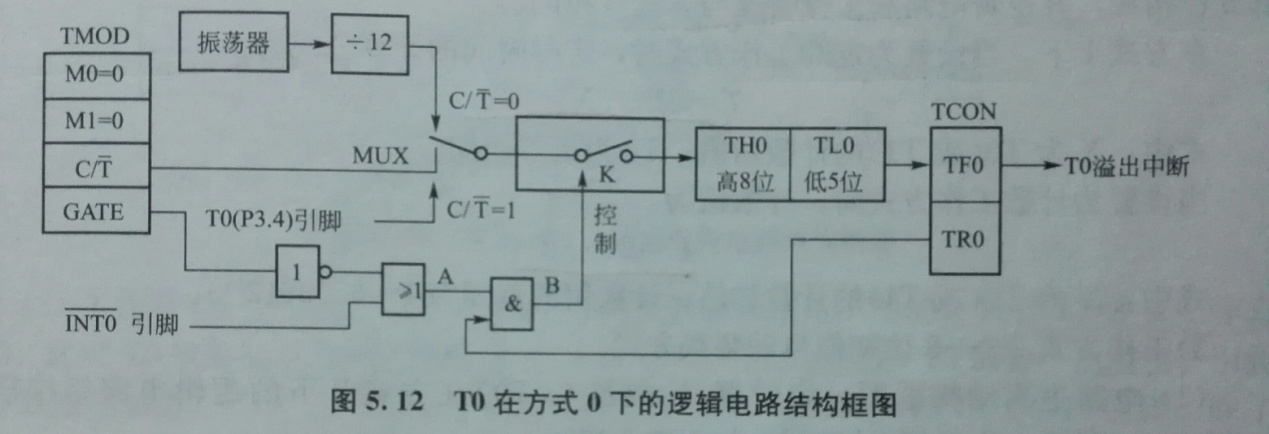 TMOD
M0=0
M1=0
C/T̅
GATE
振荡器
÷12
C/T̅=0
MUX
C/T̅=1
T0(P3.4)引脚
K
控
制
TH0
高8位
TL0
低5位
TCON
TF0
TR0
T0溢出中断
1
≥1
A
&
B
I̅N̅T̅0̅ 引脚
图 5.12 T0 在方式 0 下的逻辑电路结构框图